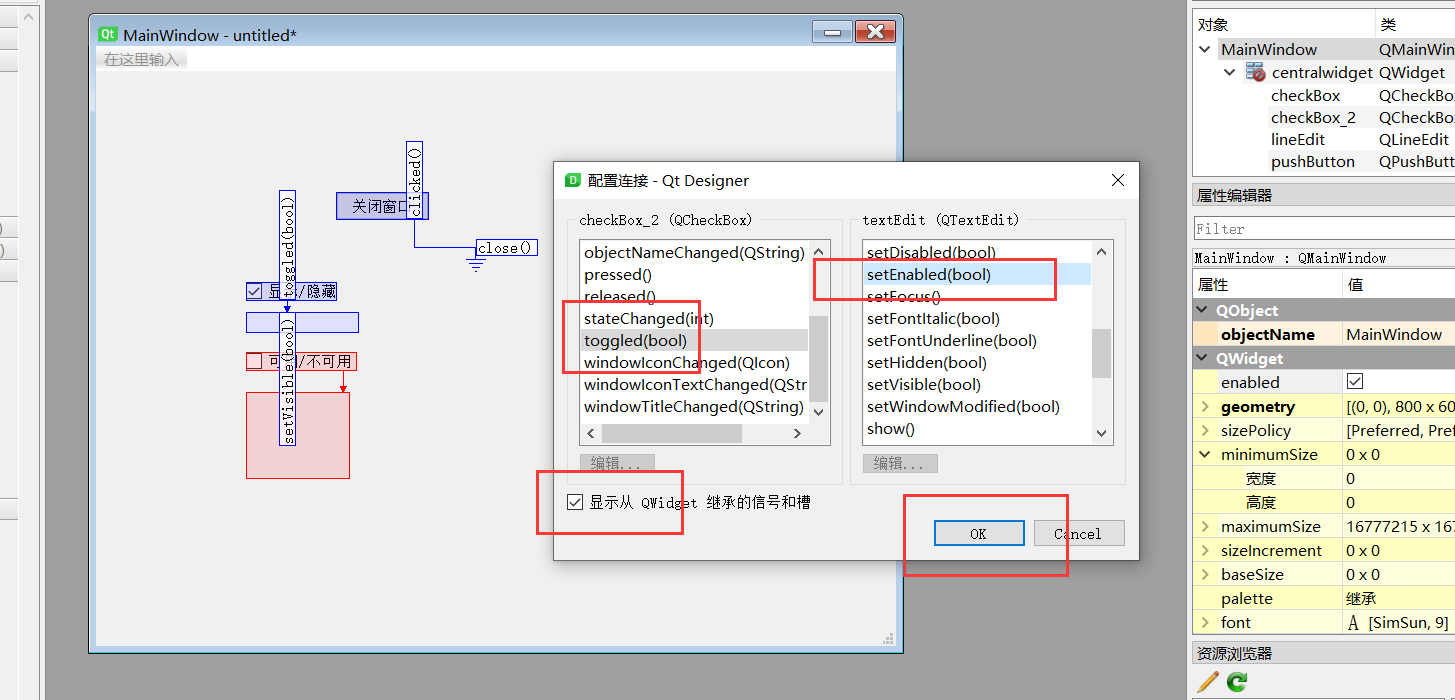 MainWindow - untitled*
在这里输入
clicked()
关闭窗口
close()
toggled(bool)
/隐藏
setVisible(bool)
/不可用
配置连接 - Qt Designer
checkBox_2 (QCheckBox)
objectNameChanged(QString)
pressed()
released()
stateChanged(int)
toggled(bool)
windowIconChanged(QIcon)
windowIconTextChanged(QStr
windowTitleChanged(QString)
编辑...
textEdit (QTextEdit)
setDisabled(bool)
setEnabled(bool)
setFocus()
setFontItalic(bool)
setFontUnderline(bool)
setHidden(bool)
setVisible(bool)
setWindowModified(bool)
show()
编辑...
显示从 QWidget 继承的信号和槽
OK
Cancel
对象 类
MainWindow QMainWin
centralwidget QWidget
checkBox QCheckBo
checkBox_2 QCheckBo
lineEdit QLineEdit
pushButton QPushButt
属性编辑器
Filter
MainWindow : QMainWindow
属性 值
QObject
objectName MainWindow
QWidget
enabled
geometry [(0, 0), 800 x 60
sizePolicy [Preferred, Pref
minimumSize 0 x 0
宽度 0
高度 0
maximumSize 16777215 x 167
sizeIncrement 0 x 0
baseSize 0 x 0
palette 继承
font A [SimSun, 9]
资源浏览器